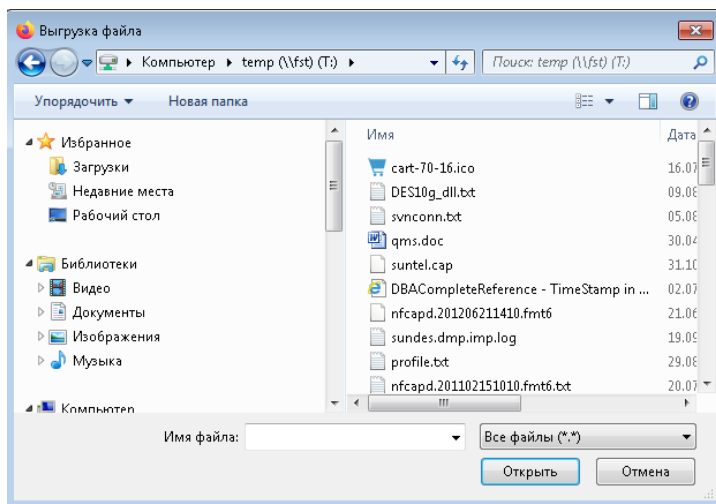 Выгрузка файла
Компьютер temp (\\fst) (T:) Поиск: temp (\\fst) (T:)
Упорядочить Новая папка
Избранное
Загрузки
Недавние места
Рабочий стол
Библиотеки
Видео
Документы
Изображения
Музыка
Компьютер
Имя Дата
cart-70-16.ico 16.07
DES10g_dll.txt 09.08
svnconn.txt 05.08
qms.doc 30.04
suntel.cap 31.10
DBACompleteReference - TimeStamp in ... 02.07
nfcapd.201206211410.fmt6 21.06
sundes.dmp.imp.log 19.09
profile.txt 29.08
nfcapd.201102151010.fmt6.txt 20.07
Имя файла: Все файлы (*.*)
Открыть Отмена